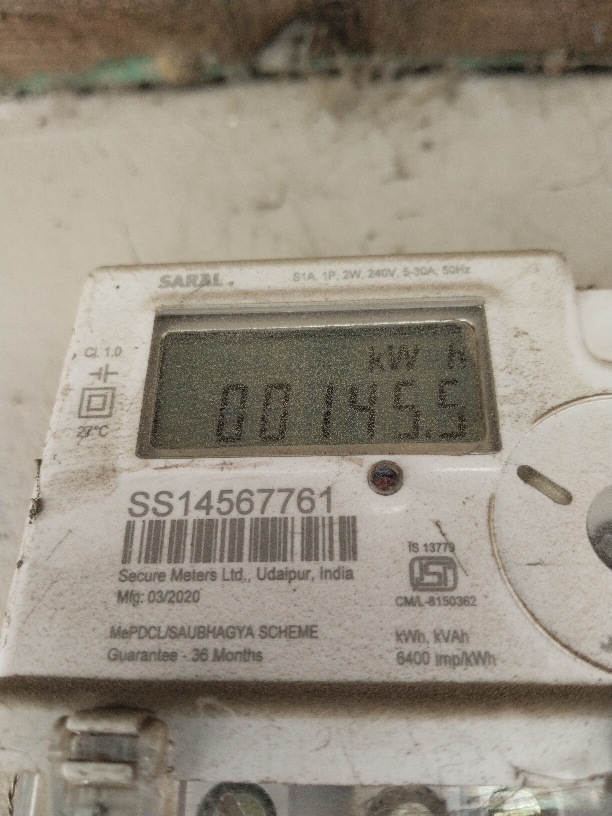 SARAL
S1A, 1P, 2W, 240V, 5-30A, 50Hz
Cl. 1.0
kW h
00145.5
27°C
SS14567761
Secure Meters Ltd., Udaipur, India
Mfg: 03/2020
IS 13779
ISI
CM/L-8150362
MePDCL/SAUBHAGYA SCHEME
Guarantee - 36 Months
kWh, kVAh
6400 imp/kWh